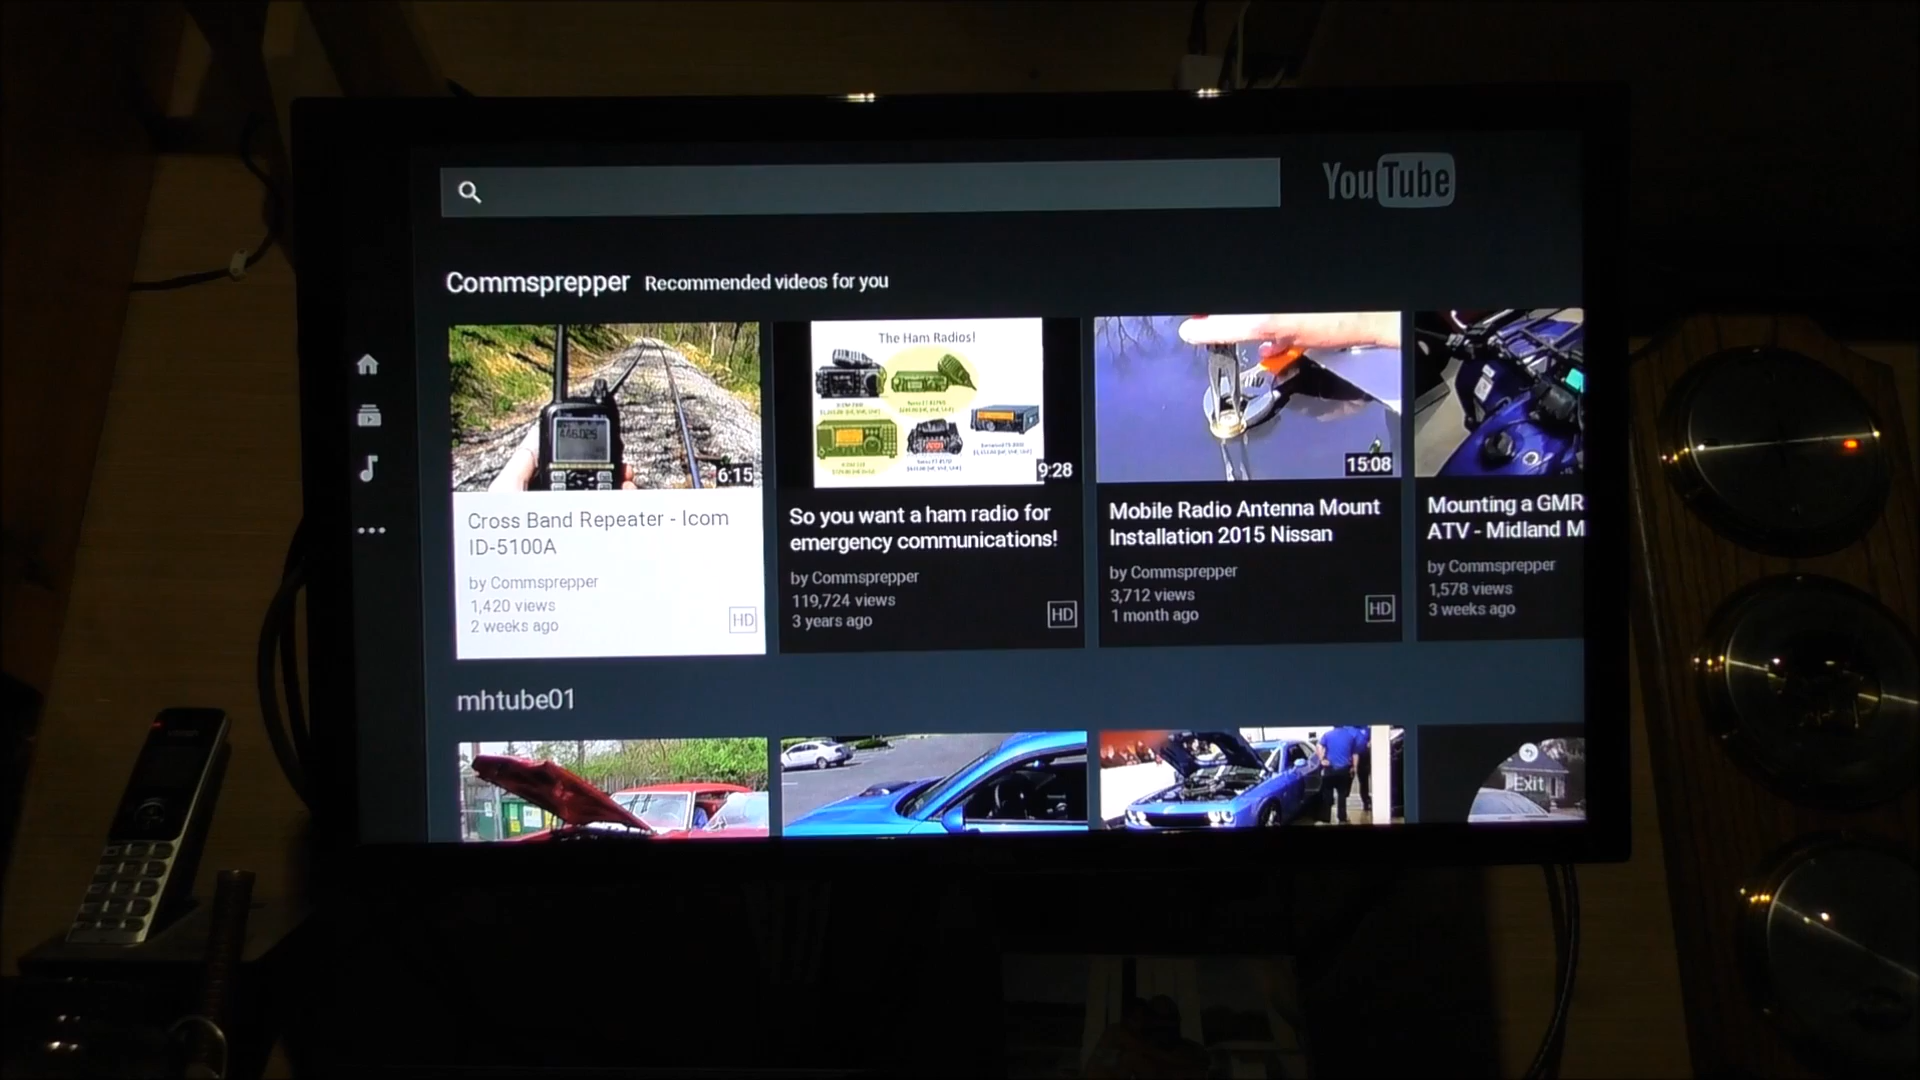 YouTube
Commsprepper Recommended videos for you
The Ham Radios!
6:15
9:28
15:08
Cross Band Repeater - Icom
ID-5100A
by Commsprepper
1,420 views
2 weeks ago
HD
So you want a ham radio for
emergency communications!
by Commsprepper
119,724 views
3 years ago
HD
Mobile Radio Antenna Mount
Installation 2015 Nissan
by Commsprepper
3,712 views
1 month ago
HD
Mounting a GMR
ATV - Midland M
by Commsprepper
1,578 views
3 weeks ago
mhtube01
Exit